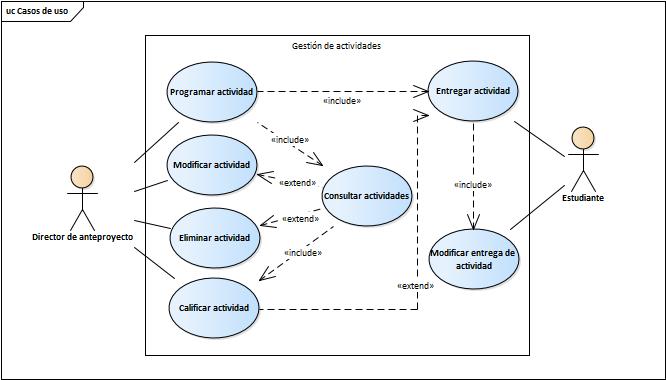 uc Casos de uso
Gestión de actividades
Programar actividad
Entregar actividad
«include»
«include»
Modificar actividad
«extend»
«include»
Consultar actividades
Estudiante
«extend»
Director de anteproyecto
Eliminar actividad
«include»
Modificar entrega de
actividad
«extend»
Calificar actividad